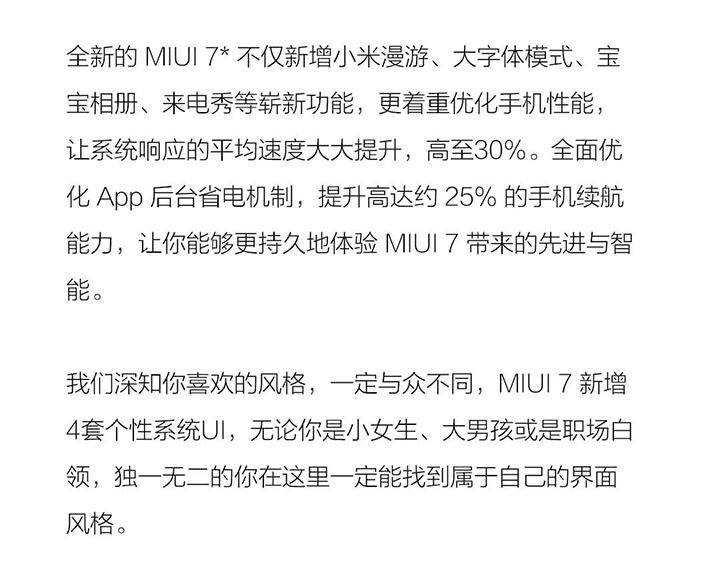 全新的 MIUI 7* 不仅新增小米漫游、大字体模式、宝
宝相册、来电秀等崭新功能，更着重优化手机性能，
让系统响应的平均速度大大提升，高至30%。全面优
化 App 后台省电机制，提升高达约 25% 的手机续航
能力，让你能够更持久地体验 MIUI 7 带来的先进与智
能。
我们深知你喜欢的风格，一定与众不同，MIUI 7 新增
4套个性系统UI，无论你是小女生、大男孩或是职场白
领，独一无二的你在这里一定能找到属于自己的界面
风格。